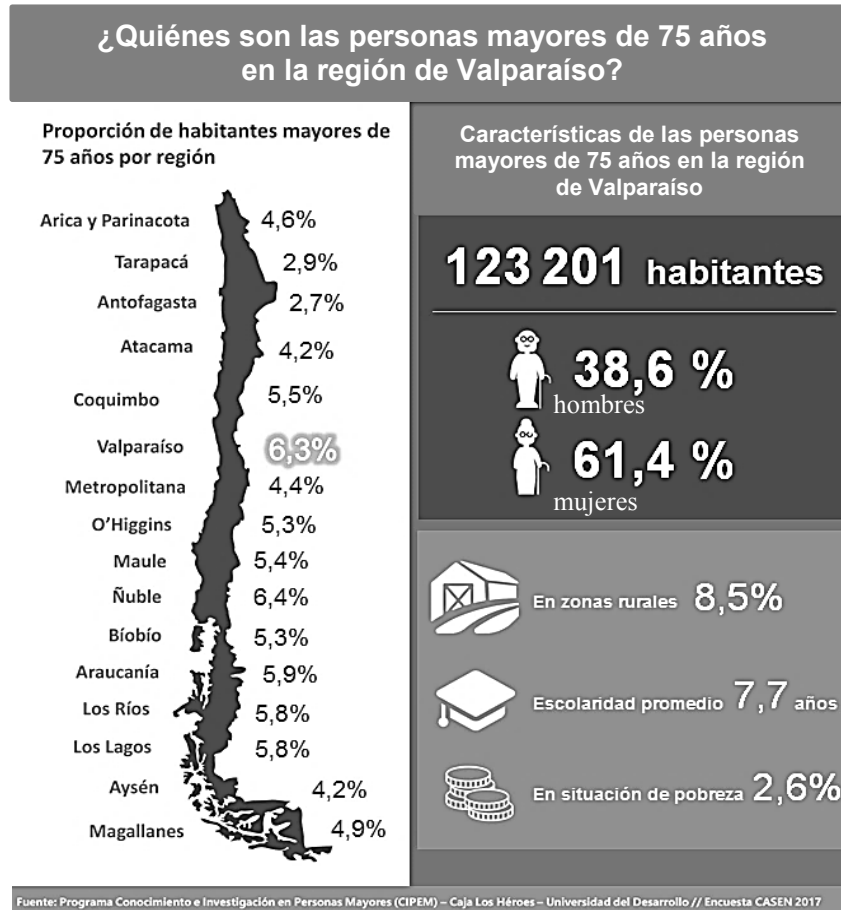 ¿Quiénes son las personas mayores de 75 años
en la región de Valparaíso?
Proporción de habitantes mayores de
75 años por región
Arica y Parinacota 4,6%
Tarapacá 2,9%
Antofagasta 2,7%
Atacama 4,2%
Coquimbo 5,5%
Valparaíso 6,3%
Metropolitana 4,4%
O’Higgins 5,3%
Maule 5,4%
Ñuble 6,4%
Bíobío 5,3%
Araucanía 5,9%
Los Ríos 5,8%
Los Lagos 5,8%
Aysén 4,2%
Magallanes 4,9%
Características de las personas
mayores de 75 años en la región
de Valparaíso
123 201 habitantes
38,6 %
hombres
61,4 %
mujeres
En zonas rurales 8,5%
Escolaridad promedio 7,7 años
En situación de pobreza 2,6%
Fuente: Programa Conocimiento e Investigación en Personas Mayores (CIPEM) – Caja Los Héroes – Universidad del Desarrollo // Encuesta CASEN 2017